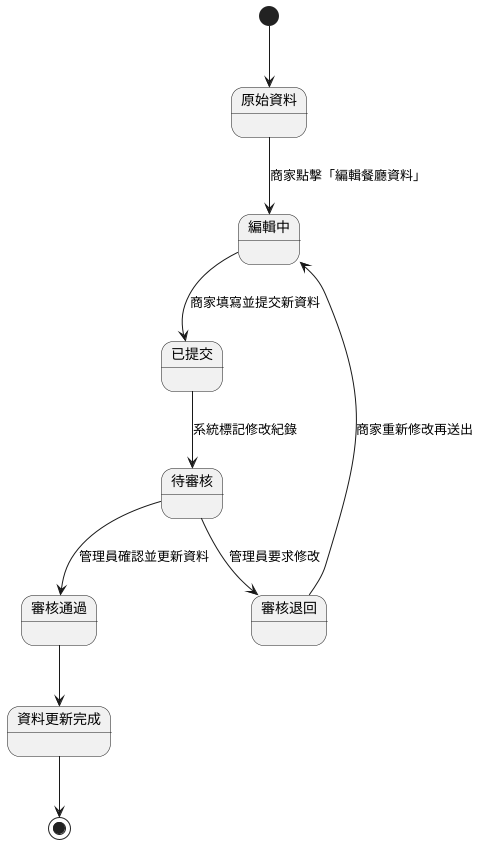 原始資料
商家點擊「編輯餐廳資料」
編輯中
商家填寫並提交新資料
已提交
系統標記修改紀錄
商家重新修改再送出
待審核
管理員確認並更新資料
管理員要求修改
審核通過
審核退回
資料更新完成